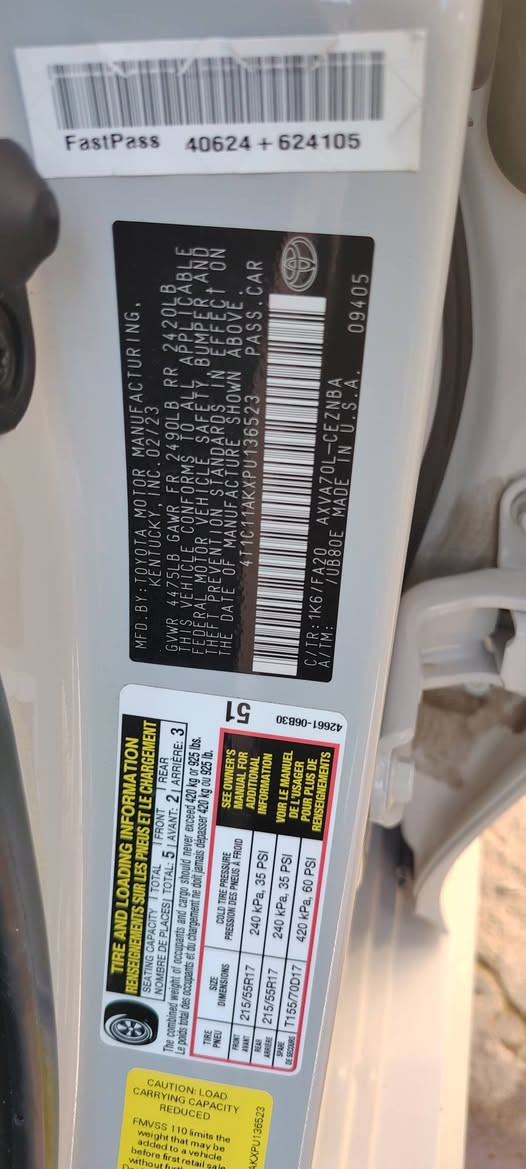 FastPass 40624 + 624105
MFD. BY: TOYOTA MOTOR MANUFACTURING,
KENTUCKY, INC. 02/23
GVWR 4475LB GAWR FR 2490LB RR 2420LB
THIS VEHICLE CONFORMS TO ALL APPLICABLE
FEDERAL MOTOR VEHICLE SAFETY, BUMPER AND
THEFT PREVENTION STANDARDS IN EFFECT ON
THE DATE OF MANUFACTURE SHOWN ABOVE.
4T1C11AKXPU136523 PASS.CAR
C/TR:1K6/FA20 AXVA70L-CEZNBA
A/TM: /UB80E MADE IN U.S.A. 09405
TIRE AND LOADING INFORMATION
RENSEIGNEMENTS SUR LES PNEUS ET LE CHARGEMENT
SEATING CAPACITY TOTAL FRONT REAR
NOMBRE DE PLACES TOTAL: 5 AVANT: 2 ARRIÈRE: 3
The combined weight of occupants and cargo should never exceed 420 kg or 925 lbs.
Le poids total des occupants et du chargement ne doit jamais dépasser 420 kg ou 925 lb.
TIRE SIZE COLD TIRE PRESSURE
PNEU DIMENSIONS PRESSION DES PNEUS À FROID
FRONT
AVANT 215/55R17 240 kPa, 35 PSI
REAR
ARRIÈRE 215/55R17 240 kPa, 35 PSI
SPARE
DE SECOURS T155/70D17 420 kPa, 60 PSI
SEE OWNER'S
MANUAL FOR
ADDITIONAL
INFORMATION
VOIR LE MANUEL
DE L'USAGER
POUR PLUS DE
RENSEIGNEMENTS
51
42661-06B30
CAUTION: LOAD
CARRYING CAPACITY
REDUCED
FMVSS 110 limits the
weight that may be
added to a vehicle
before first retail sale
without
AKXPU136523